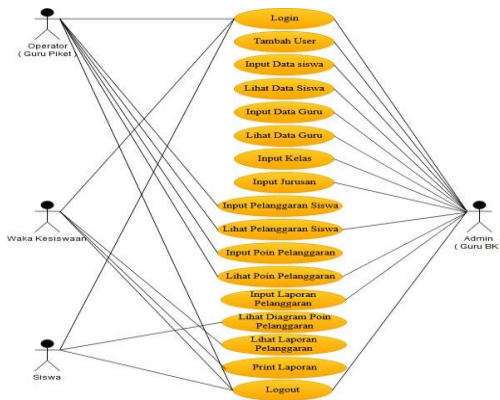 Login
Operator
( Guru Piket )
Tambah User
Input Data siswa
Lihat Data Siswa
Input Data Guru
Lihat Data Guru
Input Kelas
Input Jurusan
Input Pelanggaran Siswa
Lihat Pelanggaran Siswa
Waka Kesiswaan
Admin
( Guru BK
Input Poin Pelanggaran
Lihat Poin Pelanggaran
Input Laporan
Pelanggaran
Lihat Diagram Poin
Pelanggaran
Lihat Laporan
Pelanggaran
Print Laporan
Siswa
Logout